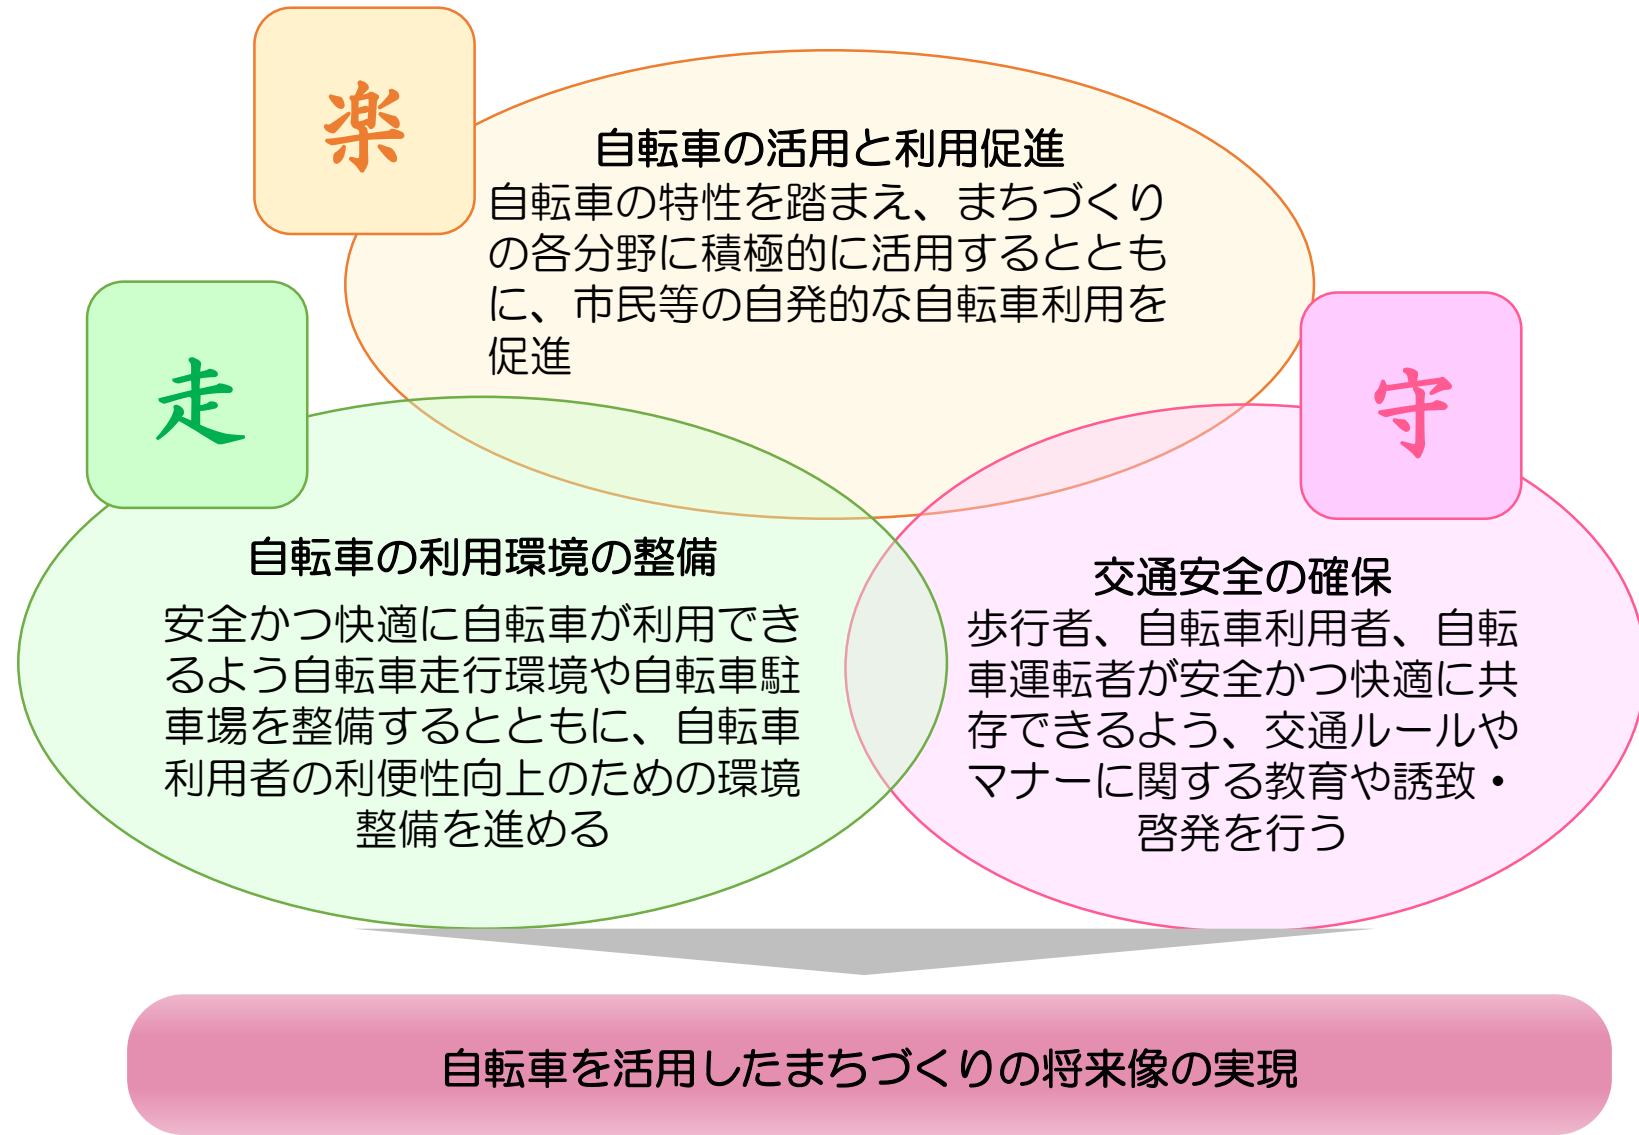 楽
自転車の活用と利用促進
自転車の特性を踏まえ、まちづくり
の各分野に積極的に活用するととも
に、市民等の自発的な自転車利用を
促進
走
自転車の利用環境の整備
安全かつ快適に自転車が利用でき
るよう自転車走行環境や自転車駐
車場を整備するとともに、自転車
利用者の利便性向上のための環境
整備を進める
守
交通安全の確保
歩行者、自転車利用者、自転
車運転者が安全かつ快適に共
存できるよう、交通ルールや
マナーに関する教育や誘致・
啓発を行う
自転車を活用したまちづくりの将来像の実現